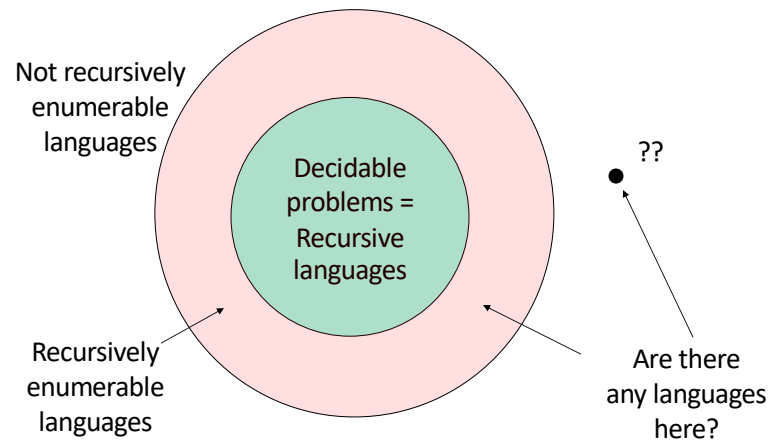 Not recursively
enumerable
languages
??
Decidable
problems =
Recursive
languages
Recursively
enumerable
languages
Are there
any languages
here?